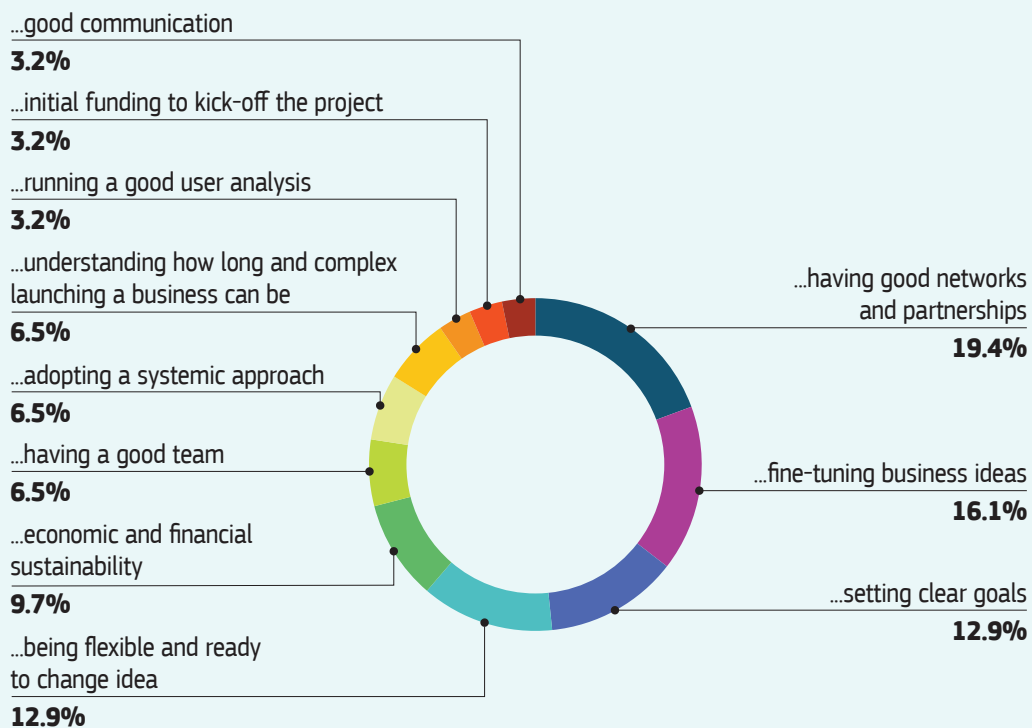 ...good communication
3.2%
...initial funding to kick-off the project
3.2%
...running a good user analysis
3.2%
...understanding how long and complex
launching a business can be
6.5%
...adopting a systemic approach
6.5%
...having a good team
6.5%
...economic and financial
sustainability
9.7%
...being flexible and ready
to change idea
12.9%
...having good networks
and partnerships
19.4%
...fine-tuning business ideas
16.1%
...setting clear goals
12.9%